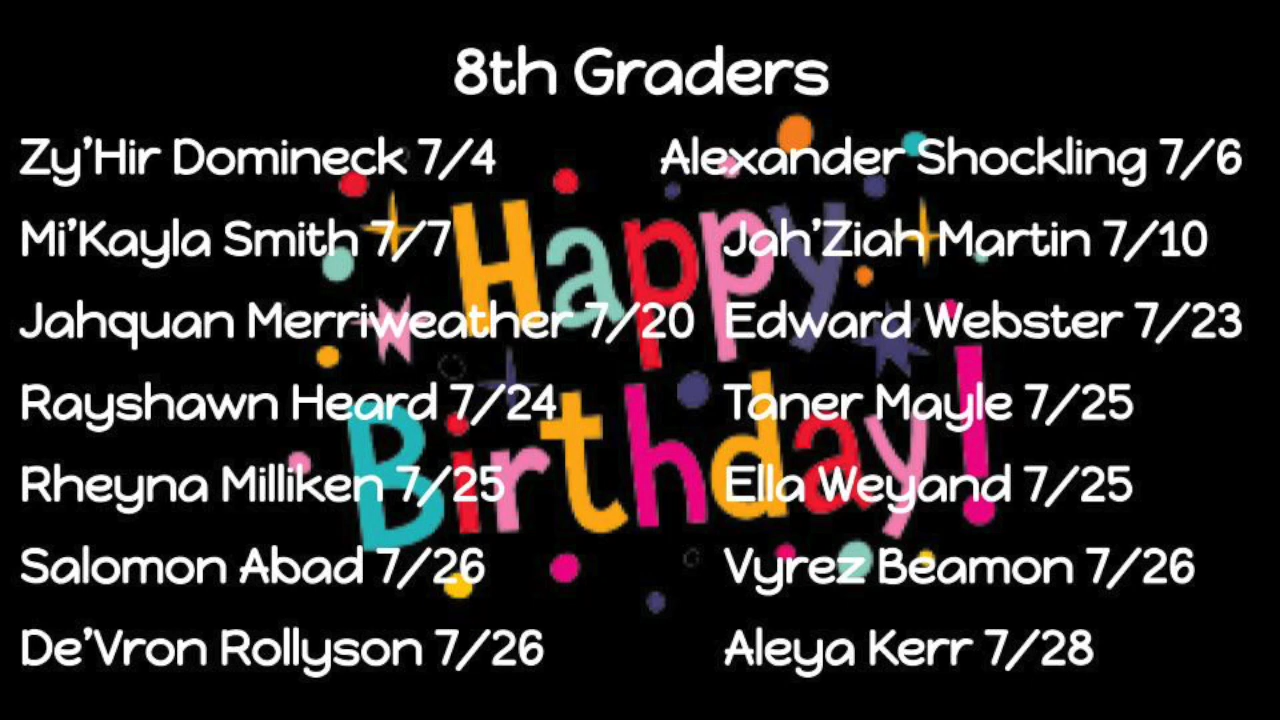 8th Graders
Zy'Hir Domineck 7/4 Alexander Shockling 7/6
Mi'Kayla Smith 7/7 Jah'Ziah Martin 7/10
Jahquan Merriweather 7/20 Edward Webster 7/23
Rayshawn Heard 7/24 Taner Mayle 7/25
Rheyna Milliken 7/25 Ella Weyand 7/25
Salomon Abad 7/26 Vyrez Beamon 7/26
De'Vron Rollyson 7/26 Aleya Kerr 7/28
Happy
Birthday!